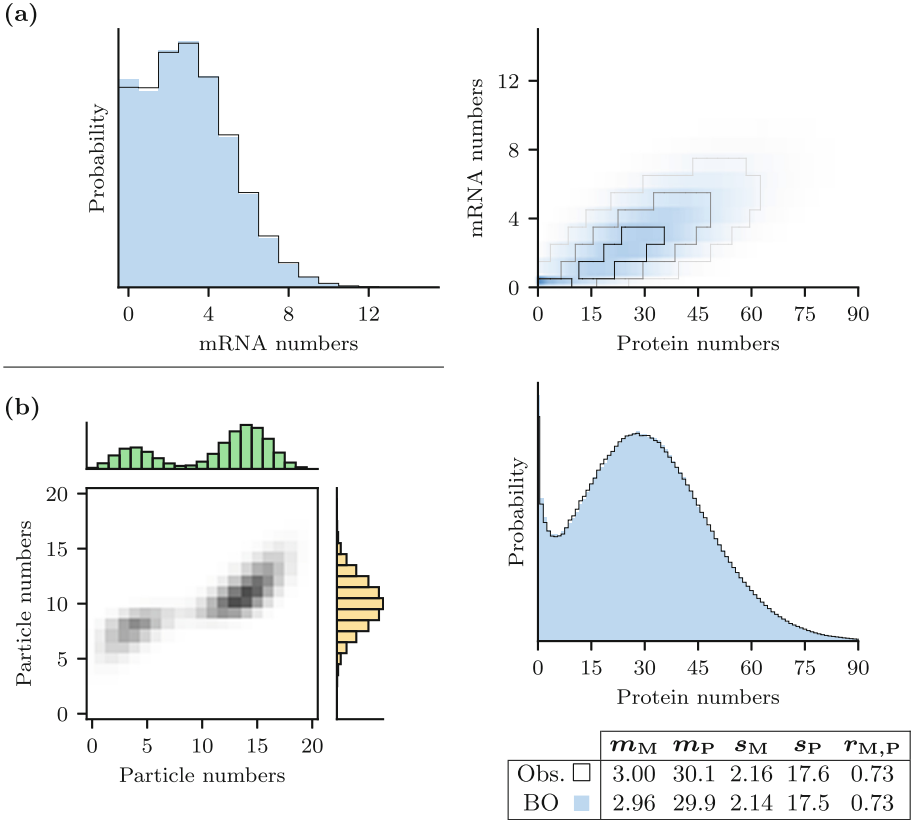 (a)
Probability
0 4 8 12
mRNA numbers
mRNA numbers
12
8
4
0
0 15 30 45 60 75 90
Protein numbers
(b)
Particle numbers
20
15
10
5
0
0 5 10 15 20
Particle numbers
Probability
0 15 30 45 60 75 90
Protein numbers
m_M m_P s_M s_P r_M,P
Obs. 3.00 30.1 2.16 17.6 0.73
BO 2.96 29.9 2.14 17.5 0.73